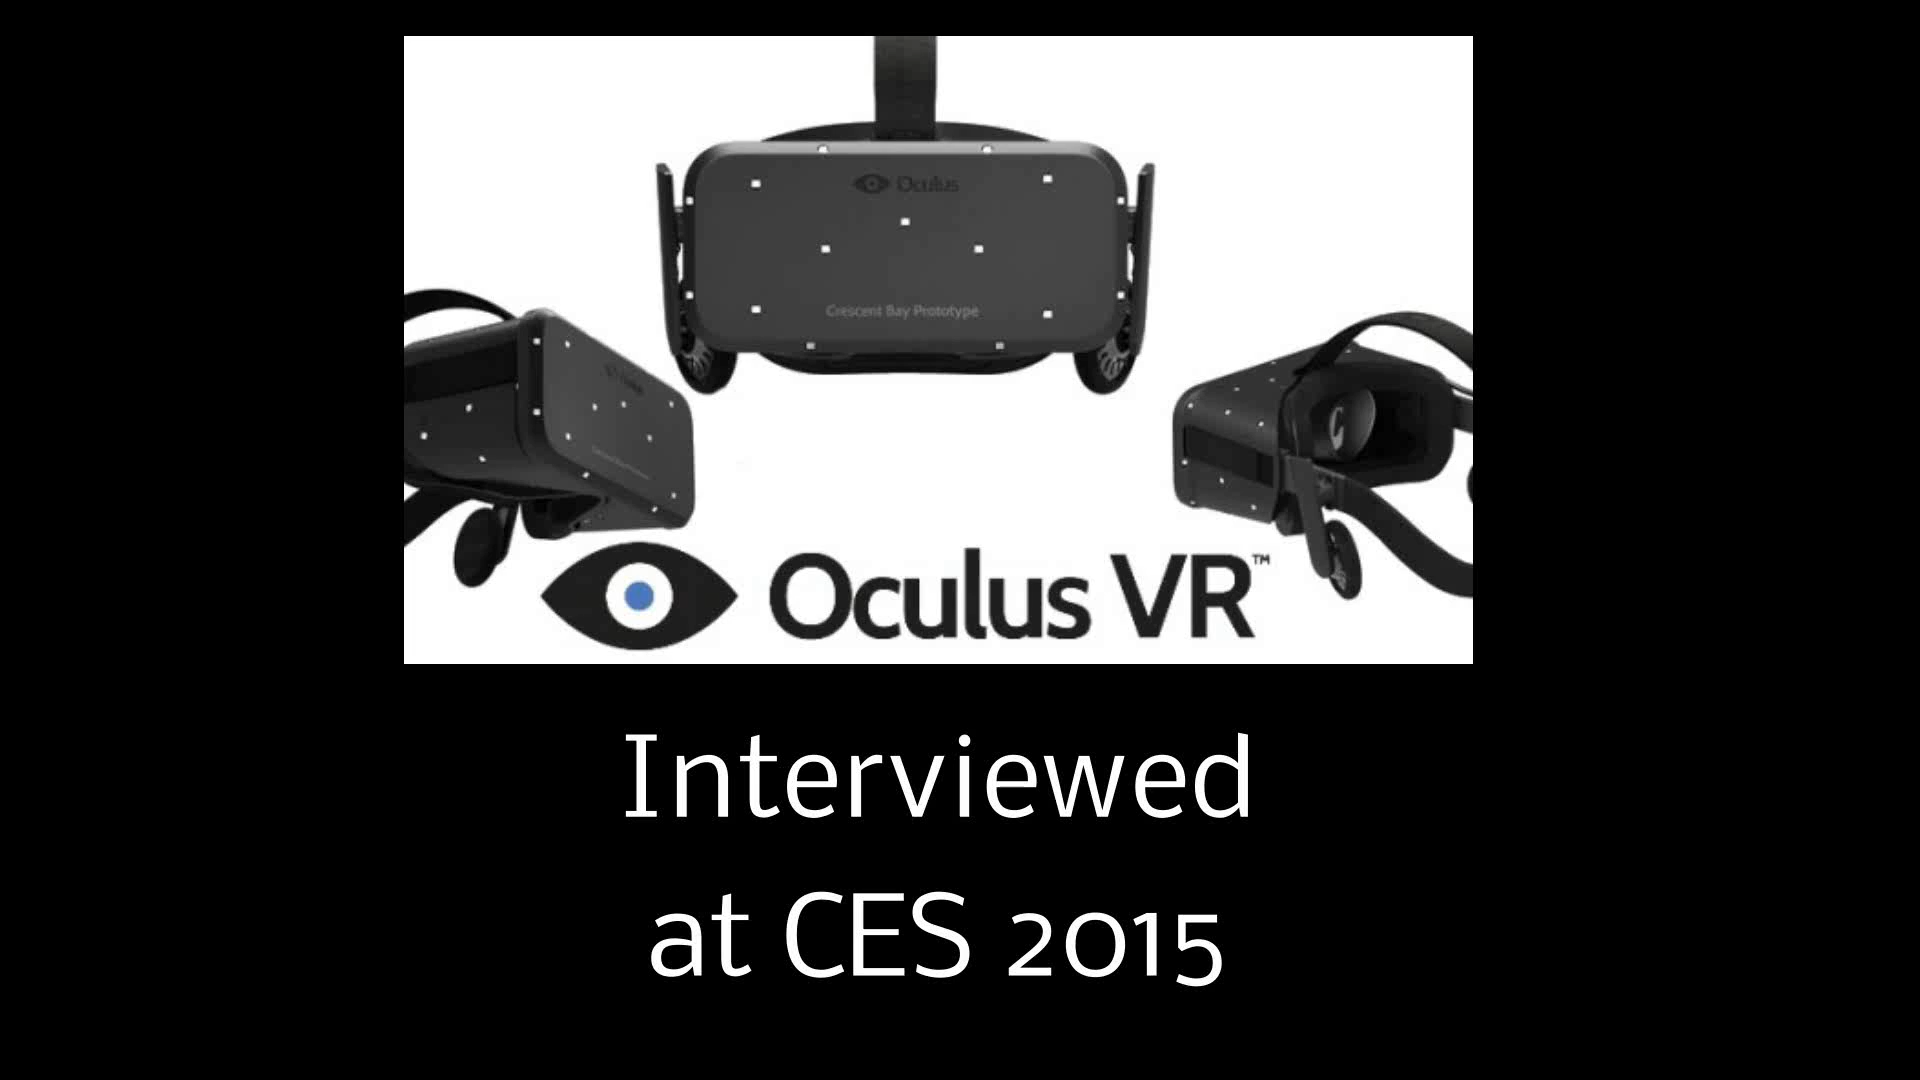 Oculus
Crescent Bay Prototype
Oculus VR™
Interviewed
at CES 2015